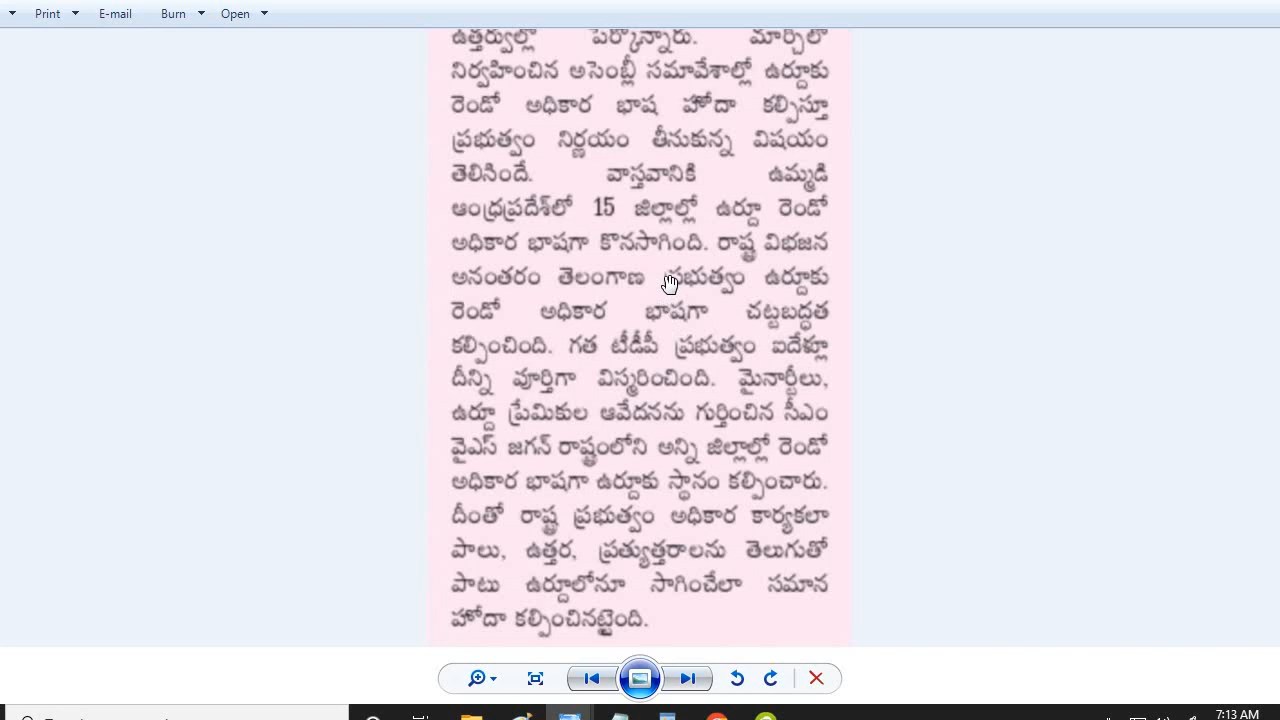 Print E-mail Burn Open
ఉత్తర్వుల్లో పేర్కొన్నారు. మార్చిలో
నిర్వహించిన అసెంబ్లీ సమావేశాల్లో ఉర్దూకు
రెండో అధికార భాష హోదా కల్పిస్తూ
ప్రభుత్వం నిర్ణయం తీసుకున్న విషయం
తెలిసిందే. వాస్తవానికి ఉమ్మడి
ఆంధ్రప్రదేశ్‌లో 15 జిల్లాల్లో ఉర్దూ రెండో
అధికార భాషగా కొనసాగింది. రాష్ట్ర విభజన
అనంతరం తెలంగాణ ప్రభుత్వం ఉర్దూకు
రెండో అధికార భాషగా చట్టబద్ధత
కల్పించింది. గత టీడీపీ ప్రభుత్వం ఐదేళ్లూ
దీన్ని పూర్తిగా విస్మరించింది. మైనార్టీలు,
ఉర్దూ ప్రేమికుల ఆవేదనను గుర్తించిన సీఎం
వైఎస్ జగన్ రాష్ట్రంలోని అన్ని జిల్లాల్లో రెండో
అధికార భాషగా ఉర్దూకు స్థానం కల్పించారు.
దీంతో రాష్ట్ర ప్రభుత్వం అధికార కార్యకలా
పాలు, ఉత్తర, ప్రత్యుత్తరాలను తెలుగుతో
పాటు ఉర్దూలోనూ సాగించేలా సమాన
హోదా కల్పించినట్టైంది.
7:13 AM